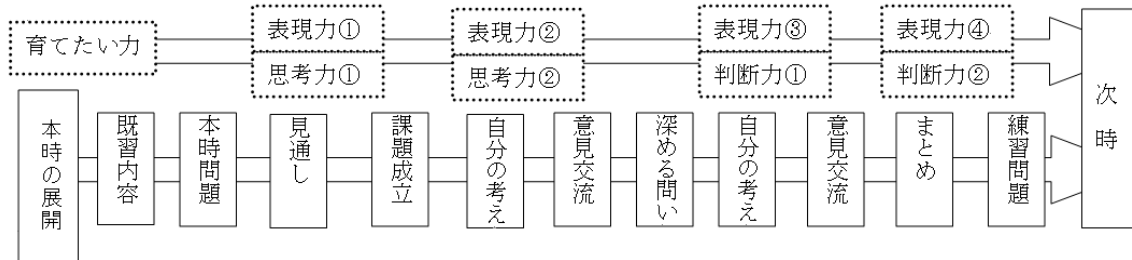 育てたい力
表現力①
思考力①
表現力②
思考力②
表現力③
判断力①
表現力④
判断力②
次時
本時の展開
既習内容
本時問題
見通し
課題成立
自分の考え
意見交流
深める問い
自分の考え
意見交流
まとめ
練習問題